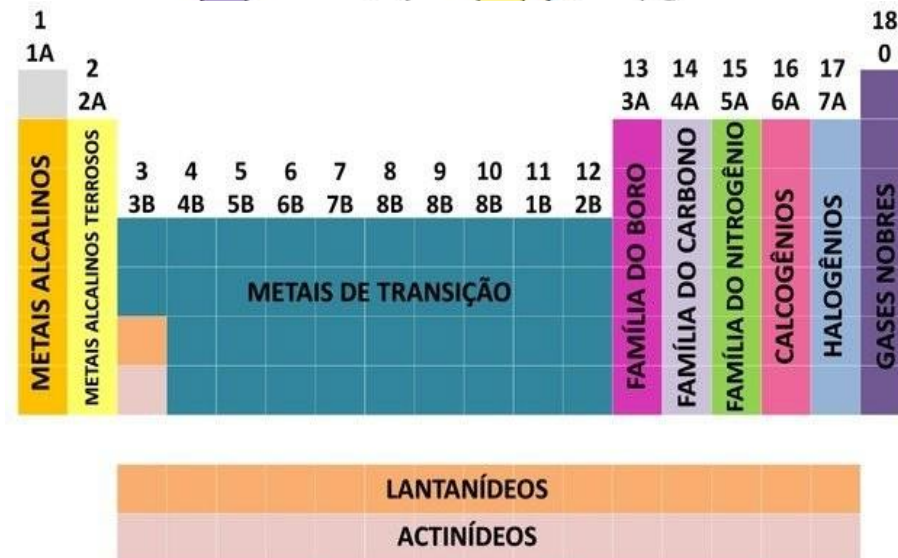 1
18
1A
0
2
13
14
15
16
17
2A
3A
4A
5A
6A
7A
3
4
5
6
7
8
9
10
11
12
3B
4B
5B
6B
7B
8B
8B
8B
1B
2B
METAIS ALCALINOS
METAIS ALCALINOS TERROSOS
METAIS DE TRANSIÇÃO
FAMÍLIA DO BORO
FAMÍLIA DO CARBONO
FAMÍLIA DO NITROGÊNIO
CALCOGÊNIOS
HALOGÊNIOS
GASES NOBRES
LANTANÍDEOS
ACTINÍDEOS